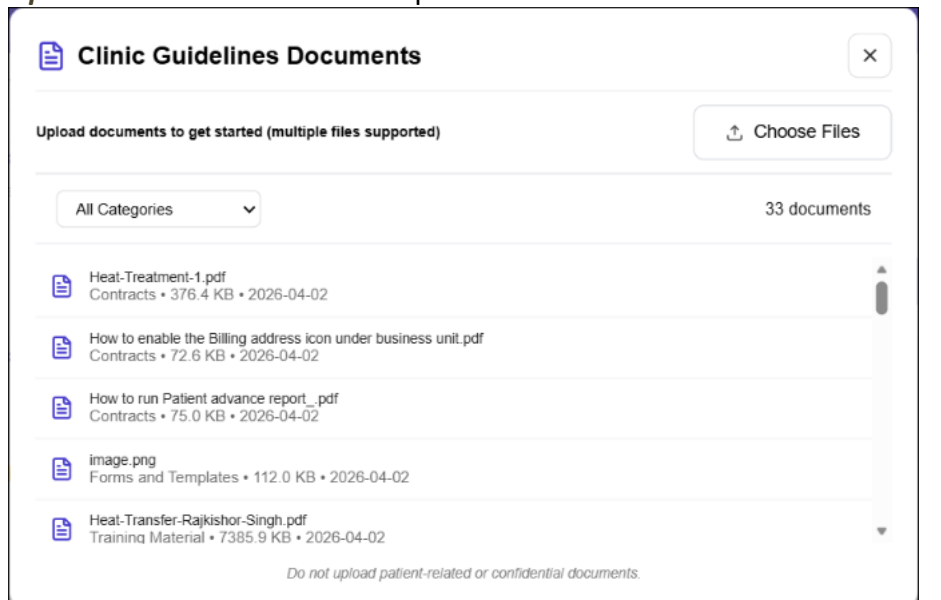 Clinic Guidelines Documents
Upload documents to get started (multiple files supported)
Choose Files
All Categories
33 documents
Heat-Treatment-1.pdf
Contracts • 376.4 KB • 2026-04-02
How to enable the Billing address icon under business unit.pdf
Contracts • 72.6 KB • 2026-04-02
How to run Patient advance report_.pdf
Contracts • 75.0 KB • 2026-04-02
image.png
Forms and Templates • 112.0 KB • 2026-04-02
Heat-Transfer-Rajkishor-Singh.pdf
Training Material • 7385.9 KB • 2026-04-02
Do not upload patient-related or confidential documents.